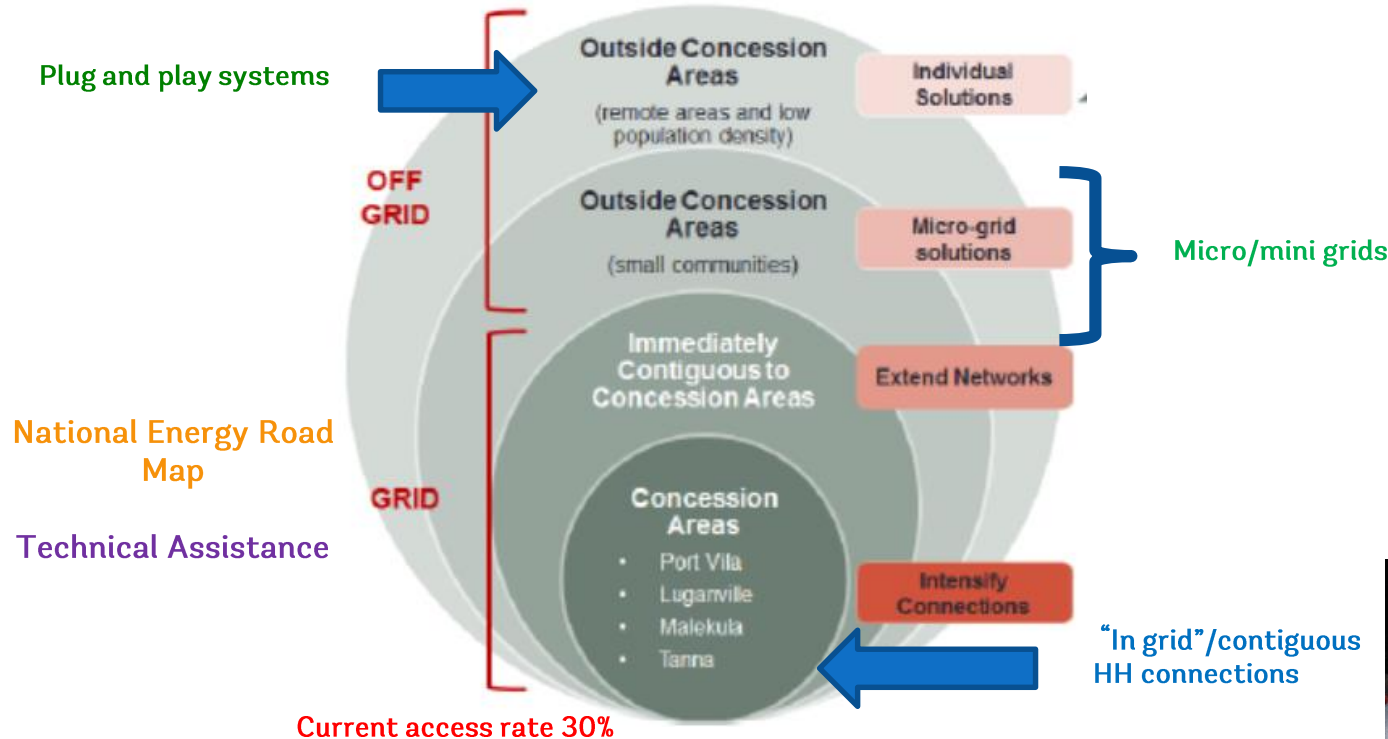 Outside Concession
Areas
(remote areas and low
population density)
Individual
Solutions
Plug and play systems
OFF
GRID
Outside Concession
Areas
(small communities)
Micro-grid
solutions
Micro/mini grids
Immediately
Contiguous to
Concession Areas
Extend Networks
National Energy Road
Map
GRID
Technical Assistance
Concession
Areas
• Port Vila
• Luganville
• Malekula
• Tanna
Intensify
Connections
“In grid”/contiguous
HH connections
Current access rate 30%